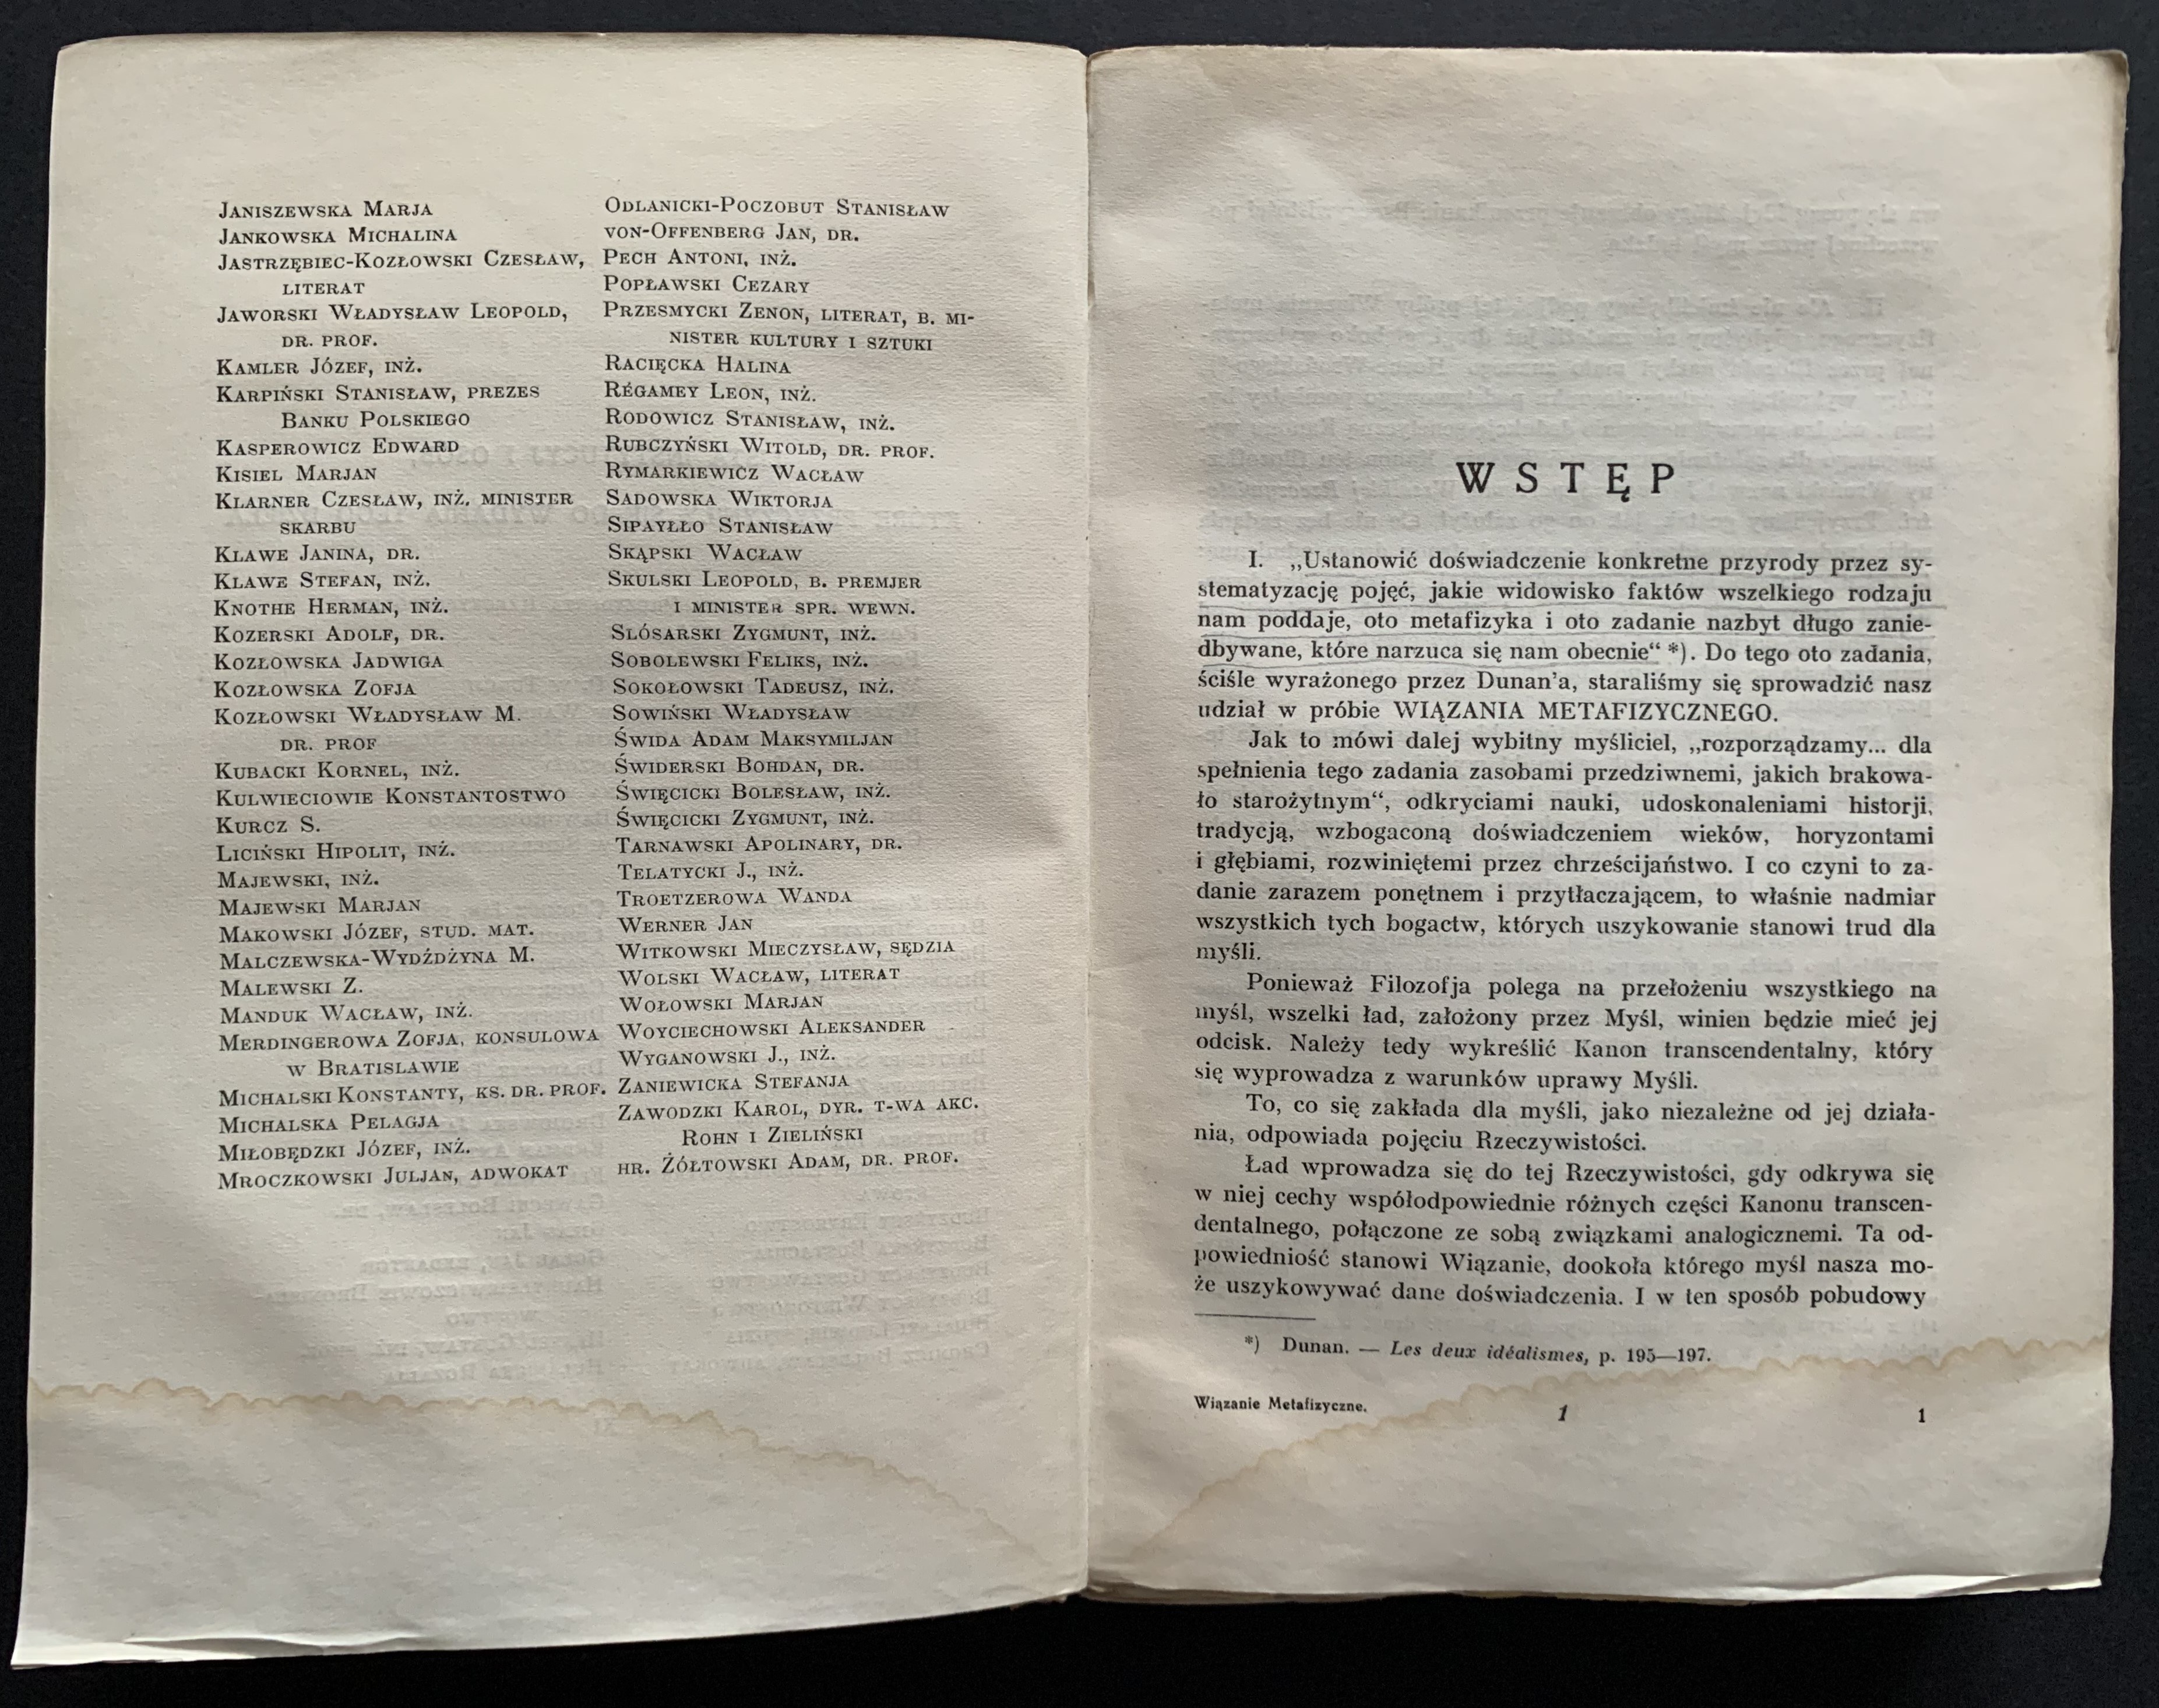 Janiszewska Marja
Jankowska Michalina
Jastrzębiec-Kozłowski Czesław,
literat
Jaworski Władysław Leopold,
dr. prof.
Kamler Józef, inż.
Karpiński Stanisław, prezes
Banku Polskiego
Kasperowicz Edward
Kisiel Marjan
Klarner Czesław, inż. minister
skarbu
Klawe Janina, dr.
Klawe Stefan, inż.
Knothe Herman, inż.
Kozerski Adolf, dr.
Kozłowska Jadwiga
Kozłowska Zofja
Kozłowski Władysław M.
dr. prof
Kubacki Kornel, inż.
Kulwieciowie Konstantostwo
Kurcz S.
Liciński Hipolit, inż.
Majewski, inż.
Majewski Marjan
Makowski Józef, stud. mat.
Malczewska-Wydźdżyna M.
Malewski Z.
Manduk Wacław, inż.
Merdingerowa Zofja, konsulowa
w Bratislawie
Michalski Konstanty, ks. dr. prof.
Michalska Pelagja
Miłobędzki Józef, inż.
Mroczkowski Juljan, adwokat
Odlanicki-Poczobut Stanisław
von-Offenberg Jan, dr.
Pech Antoni, inż.
Popławski Cezary
Przesmycki Zenon, literat, b. mi-
nister kultury i sztuki
Racięcka Halina
Régamey Leon, inż.
Rodowicz Stanisław, inż.
Rubczyński Witold, dr. prof.
Rymarkiewicz Wacław
Sadowska Wiktorja
Sipayłło Stanisław
Skąpski Wacław
Skulski Leopold, b. premjer
i minister spr. wewn.
Slósarski Zygmunt, inż.
Sobolewski Feliks, inż.
Sokołowski Tadeusz, inż.
Sowiński Władysław
Świda Adam Maksymiljan
Świderski Bohdan, dr.
Święcicki Bolesław, inż.
Święcicki Zygmunt, inż.
Tarnawski Apolinary, dr.
Telatycki J., inż.
Troetzerowa Wanda
Werner Jan
Witkowski Mieczysław, sędzia
Wolski Wacław, literat
Wołowski Marjan
Woyciechowski Aleksander
Wyganowski J., inż.
Zaniewicka Stefanja
Zawodzki Karol, dyr. t-wa akc.
Rohn i Zieliński
hr. Żółtowski Adam, dr. prof.
WSTĘP
I. „Ustanowić doświadczenie konkretne przyrody przez sy-
stematyzację pojęć, jakie widowisko faktów wszelkiego rodzaju
nam poddaje, oto metafizyka i oto zadanie nazbyt długo zanie-
dbywane, które narzuca się nam obecnie“ *). Do tego oto zadania,
ściśle wyrażonego przez Dunan’a, staraliśmy się sprowadzić nasz
udział w próbie WIĄZANIA METAFIZYCZNEGO.
Jak to mówi dalej wybitny myśliciel, „rozporządzamy... dla
spełnienia tego zadania zasobami przedziwnemi, jakich brakowa-
ło starożytnym“, odkryciami nauki, udoskonaleniami historji,
tradycją, wzbogaconą doświadczeniem wieków, horyzontami
i głębiami, rozwiniętemi przez chrześcijaństwo. I co czyni to za-
danie zarazem ponętnem i przytłaczającem, to właśnie nadmiar
wszystkich tych bogactw, których uszykowanie stanowi trud dla
myśli.
Ponieważ Filozofja polega na przełożeniu wszystkiego na
myśl, wszelki ład, założony przez Myśl, winien będzie mieć jej
odcisk. Należy tedy wykreślić Kanon transcendentalny, który
się wyprowadza z warunków uprawy Myśli.
To, co się zakłada dla myśli, jako niezależne od jej działa-
nia, odpowiada pojęciu Rzeczywistości.
Ład wprowadza się do tej Rzeczywistości, gdy odkrywa się
w niej cechy współodpowiednie różnych części Kanonu transcen-
dentalnego, połączone ze sobą związkami analogicznemi. Ta od-
powiedniość stanowi Wiązanie, dookoła którego myśl nasza mo-
że uszykowywać dane doświadczenia. I w ten sposób pobudowy
*) Dunan. — Les deux idéalismes, p. 195—197.
Wiązanie Metafizyczne. 1 1